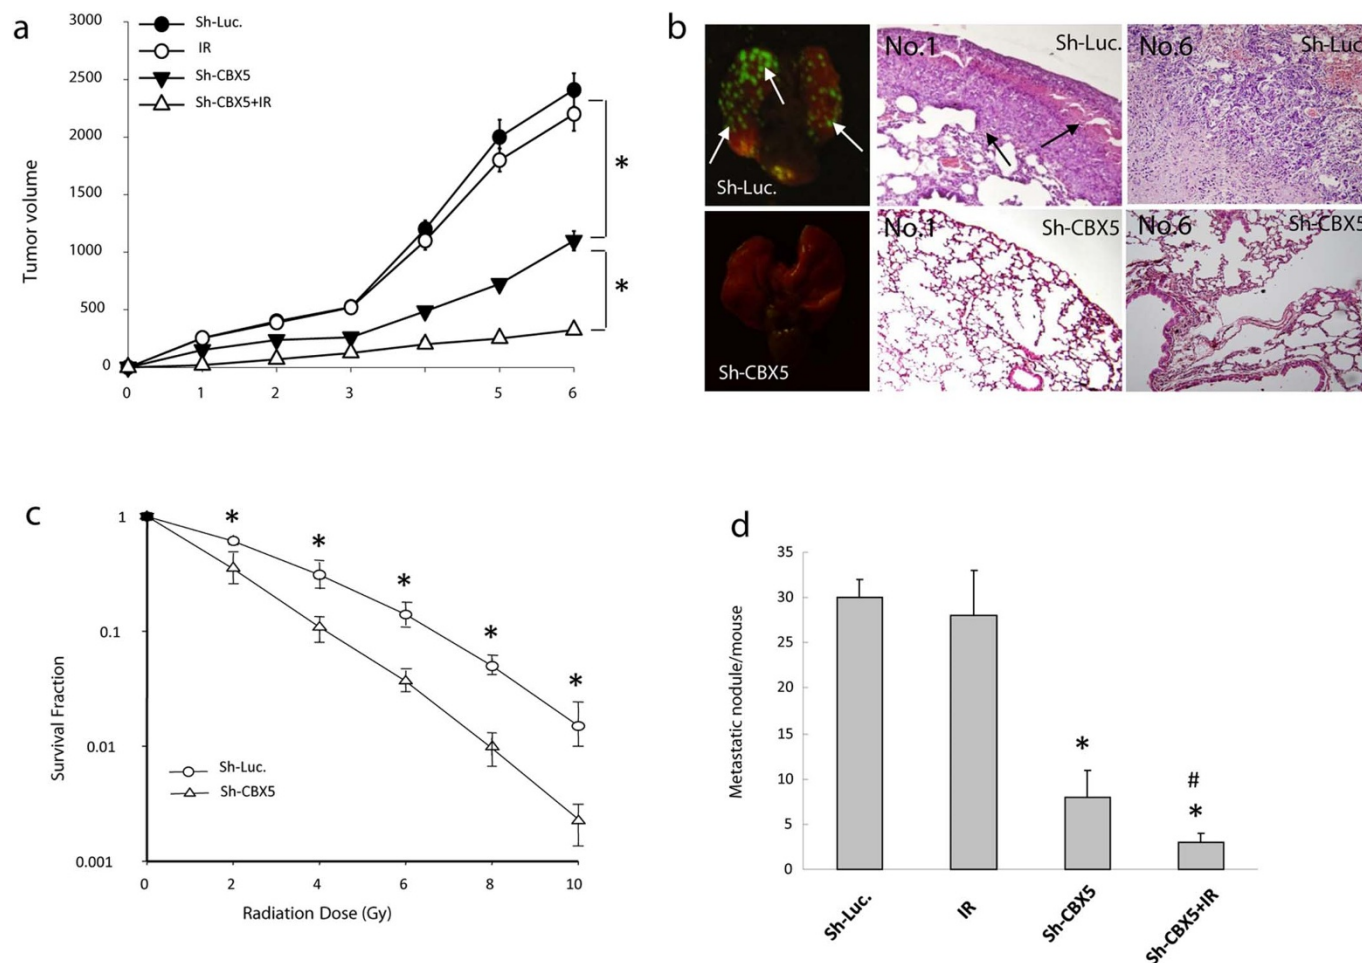 a
Tumor volume
3000
2500
2000
1500
1000
500
0
0 1 2 3 5 6
Sh-Luc.
IR
Sh-CBX5
Sh-CBX5+IR
*
*
b
Sh-Luc.
No.1 Sh-Luc.
No.6 Sh-Luc
Sh-CBX5
No.1 Sh-CBX5
No.6 Sh-CBX5
c
Survival Fraction
1
0.1
0.01
0.001
* * * * *
Sh-Luc.
Sh-CBX5
0 2 4 6 8 10
Radiation Dose (Gy)
d
Metastatic nodule/mouse
35
30
25
30
15
10
5
0
*
#
*
Sh-Luc.
IR
Sh-CBX5
Sh-CBX5+IR